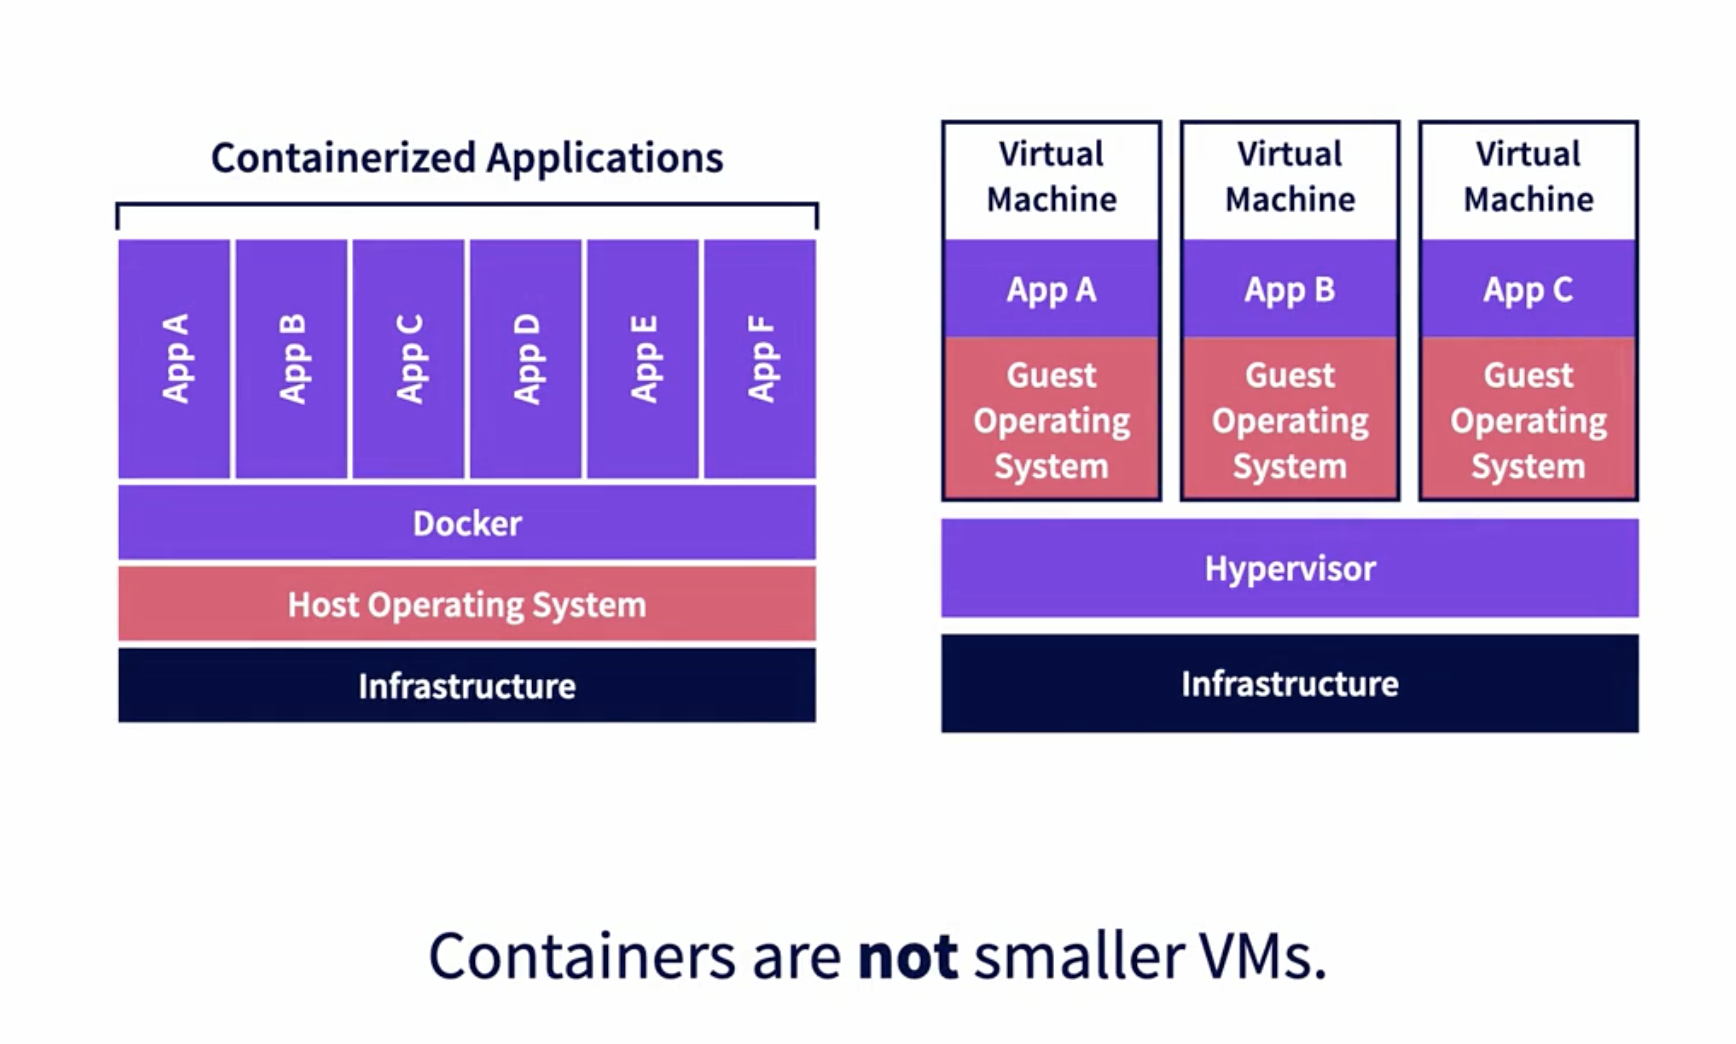 Containerized Applications
App A
App B
App C
App D
App E
App F
Docker
Host Operating System
Infrastructure
Virtual
Machine
App A
Guest
Operating
System
Virtual
Machine
App B
Guest
Operating
System
Virtual
Machine
App C
Guest
Operating
System
Hypervisor
Infrastructure
Containers are not smaller VMs.